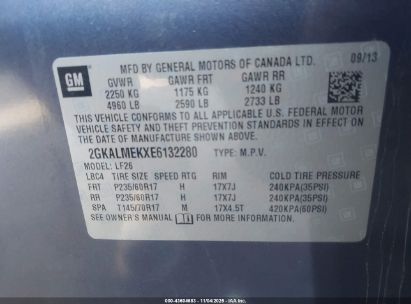 MFD BY GENERAL MOTORS OF CANADA LTD. 09/13
GM
GVWR GAWR FRT GAWR RR
2250 KG 1175 KG 1240 KG
4960 LB 2590 LB 2733 LB
THIS VEHICLE CONFORMS TO ALL APPLICABLE U.S. FEDERAL MOTOR
VEHICLE SAFETY, BUMPER, AND THEFT PREVENTION
STANDARDS IN EFFECT ON
THE DATE OF MANUFACTURE SHOWN ABOVE.
2GKALMEKXE6132280 TYPE: M.P.V.
MODEL: LF26
LBC4 TIRE SIZE SPEED RTG RIM COLD TIRE PRESSURE
FRT P235/60R17 H 17X7J 240KPA(35PSI)
RR P235/60R17 H 17X7J 240KPA(35PSI)
SPA T145/70R17 M 17X4.5T 420KPA(60PSI)
SEE OWNER'S MANUAL FOR MORE INFORMATION.